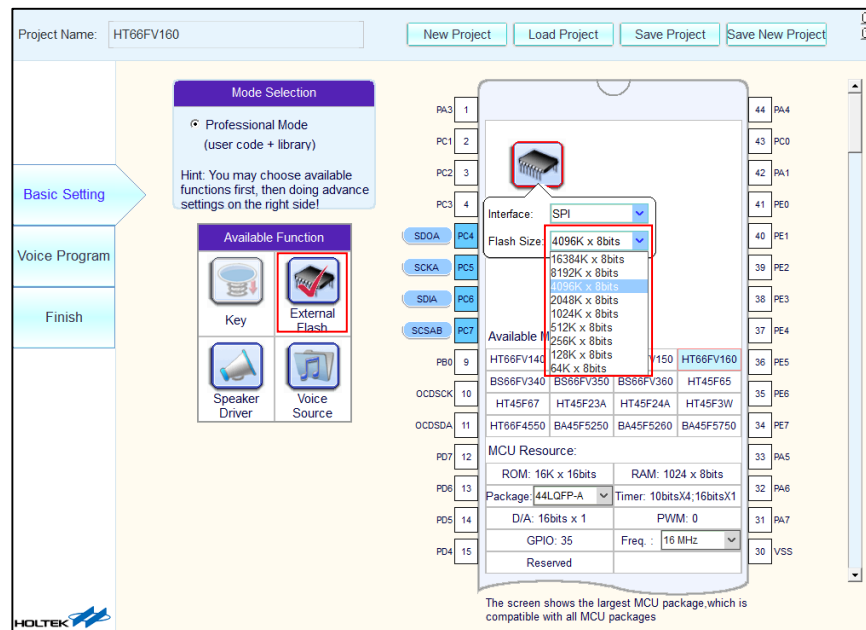 Project Name: HT66FV160 New Project Load Project Save Project Save New Project
Basic Setting
Voice Program
Finish
Mode Selection
Professional Mode
(user code + library)
Hint: You may choose available
functions first, then doing advance
settings on the right side!
Available Function
Key
External
Flash
Speaker
Driver
Voice
Source
PA3 1
PC1 2
PC2 3
PC3 4
SDOA PC4
SCKA PC5
SDIA PC6
SCSAB PC7
PB0 9
OCDSCK 10
OCDSDA 11
PD7 12
PD6 13
PD5 14
PD4 15
Interface: SPI
Flash Size: 4096K x 8bits
16384K x 8bits
8192K x 8bits
4096K x 8bits
2048K x 8bits
1024K x 8bits
512K x 8bits
256K x 8bits
128K x 8bits
64K x 8bits
Available M
HT66FV140 V150 HT66FV160
BS66FV340 BS66FV350 BS66FV360 HT45F65
HT45F67 HT45F23A HT45F24A HT45F3W
HT66F4550 BA45F5250 BA45F5260 BA45F5750
MCU Resource:
ROM: 16K x 16bits RAM: 1024 x 8bits
Package: 44LQFP-A Timer: 10bitsX4;16bitsX1
D/A: 16bits x 1 PWM: 0
GPIO: 35 Freq. : 16 MHz
Reserved
44 PA4
43 PC0
42 PA1
41 PE0
40 PE1
39 PE2
38 PE3
37 PE4
36 PE5
35 PE6
34 PE7
33 PA5
32 PA6
31 PA7
30 VSS
The screen shows the largest MCU package,which is
compatible with all MCU packages
HOLTEK